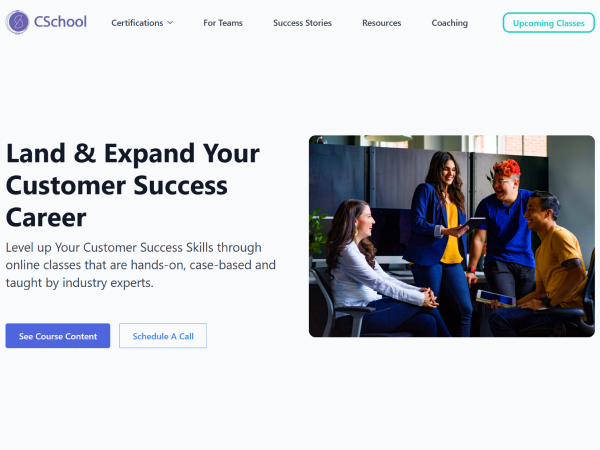 CSchool
Certifications
For Teams
Success Stories
Resources
Coaching
Upcoming Classes
Land & Expand Your
Customer Success
Career
Level up Your Customer Success Skills through
online classes that are hands-on, case-based and
taught by industry experts.
See Course Content
Schedule A Call